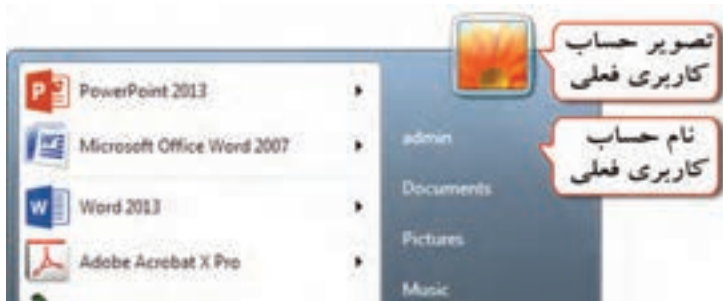 تصویر حساب
کاربری فعلی
PowerPoint 2013
admin
نام حساب
کاربری فعلی
Microsoft Office Word 2007
Documents
Word 2013
Pictures
Adobe Acrobat X Pro
Music